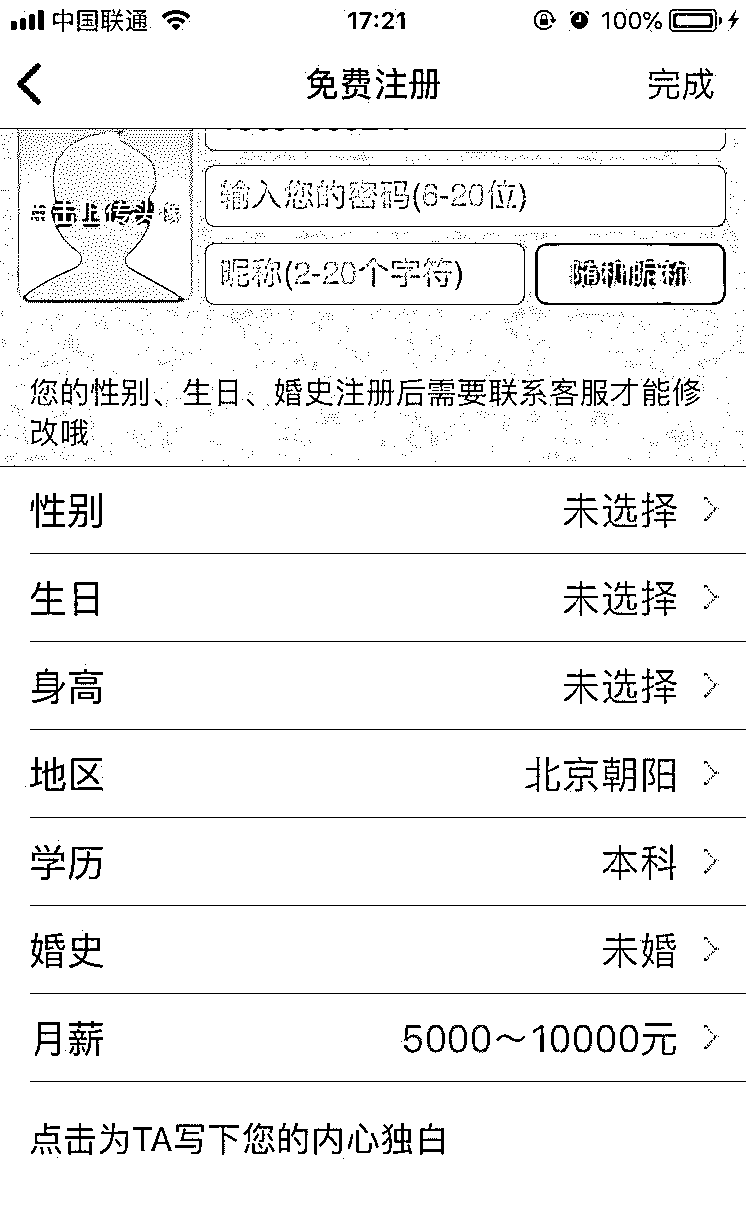 中国联通 17:21 100%
免费注册 完成
点击上传头像
输入您的密码(6-20位)
昵称(2-20个字符) 随机昵称
您的性别、生日、婚史注册后需要联系客服才能修
改哦
性别 未选择
生日 未选择
身高 未选择
地区 北京朝阳
学历 本科
婚史 未婚
月薪 5000～10000元
点击为TA写下您的内心独白